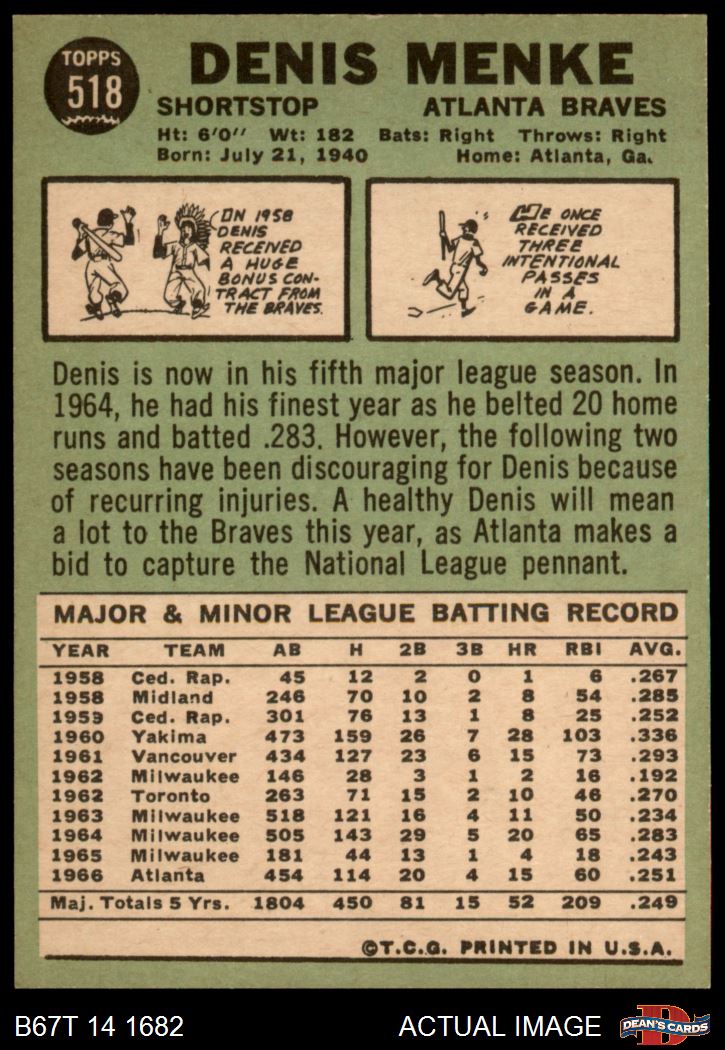 TOPPS
518
DENIS MENKE
SHORTSTOP ATLANTA BRAVES
Ht: 6'0" Wt: 182 Bats: Right Throws: Right
Born: July 21, 1940 Home: Atlanta, Ga.
ON 1958
DENIS
RECEIVED
A HUGE
BONUS CON-
TRACT FROM
THE BRAVES.
HE ONCE
RECEIVED
THREE
INTENTIONAL
PASSES
IN A
GAME.
Denis is now in his fifth major league season. In
1964, he had his finest year as he belted 20 home
runs and batted .283. However, the following two
seasons have been discouraging for Denis because
of recurring injuries. A healthy Denis will mean
a lot to the Braves this year, as Atlanta makes a
bid to capture the National League pennant.
MAJOR & MINOR LEAGUE BATTING RECORD
YEAR TEAM AB H 2B 3B HR RBI AVG.
1958 Ced. Rap. 45 12 2 0 1 6 .267
1958 Midland 246 70 10 2 8 54 .285
1959 Ced. Rap. 301 76 13 1 8 25 .252
1960 Yakima 473 159 26 7 28 103 .336
1961 Vancouver 434 127 23 6 15 73 .293
1962 Milwaukee 146 28 3 1 2 16 .192
1962 Toronto 263 71 15 2 10 46 .270
1963 Milwaukee 518 121 16 4 11 50 .234
1964 Milwaukee 505 143 29 5 20 65 .283
1965 Milwaukee 181 44 13 1 4 18 .243
1966 Atlanta 454 114 20 4 15 60 .251
Maj. Totals 5 Yrs. 1804 450 81 15 52 209 .249
©T.C.G. PRINTED IN U.S.A.
B67T 14 1682 ACTUAL IMAGE D DEAN'S CARDS